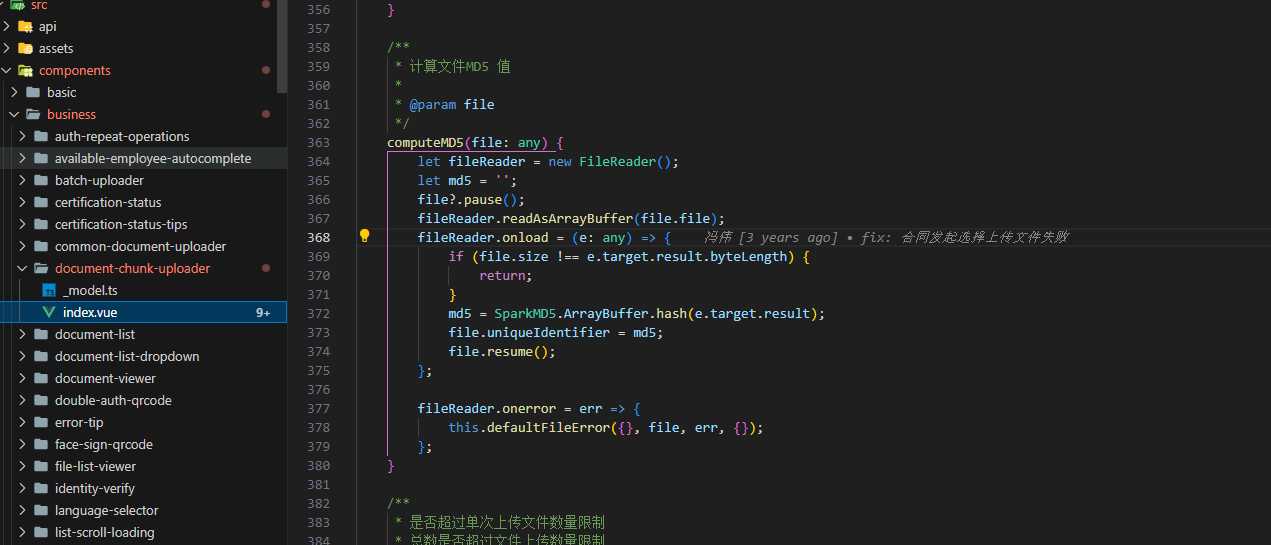 src
api
assets
components
basic
business
auth-repeat-operations
available-employee-autocomplete
batch-uploader
certification-status
certification-status-tips
common-document-uploader
document-chunk-uploader
TS _model.ts
index.vue 9+
document-list
document-list-dropdown
document-viewer
double-auth-qrcode
error-tip
face-sign-qrcode
file-list-viewer
identity-verify
language-selector
list-scroll-loading
356 }
357
358 /**
359 * 计算文件MD5 值
360 *
361 * @param file
362 */
363 computeMD5(file: any) {
364 let fileReader = new FileReader();
365 let md5 = '';
366 file?.pause();
367 fileReader.readAsArrayBuffer(file.file);
368 fileReader.onload = (e: any) => { 冯伟 [3 years ago] • fix: 合同发起选择上传文件失败
369 if (file.size !== e.target.result.byteLength) {
370 return;
371 }
372 md5 = SparkMD5.ArrayBuffer.hash(e.target.result);
373 file.uniqueIdentifier = md5;
374 file.resume();
375 };
376
377 fileReader.onerror = err => {
378 this.defaultFileError({}, file, err, {});
379 };
380 }
381
382 /**
383 * 是否超过单次上传文件数量限制
384 * 总数是否超过文件上传数量限制